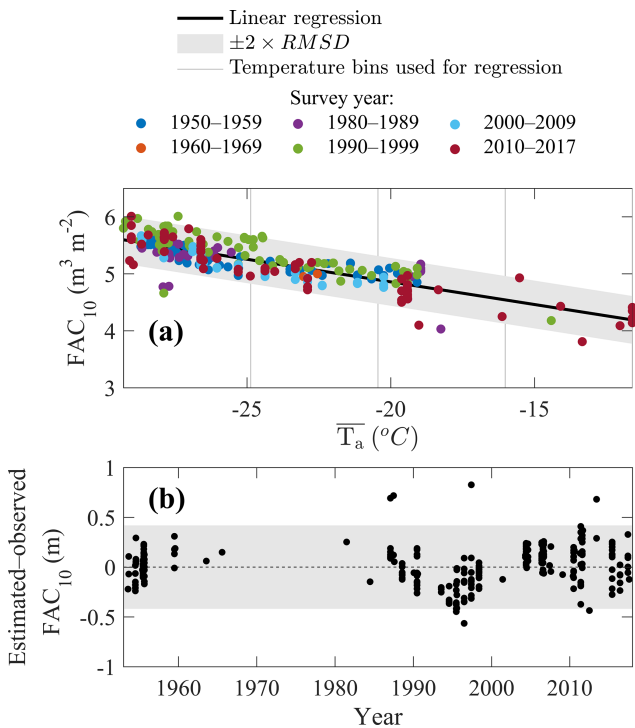 Linear regression
±2 × RMSD
Temperature bins used for regression
Survey year:
1950–1959 1980–1989 2000–2009
1960–1969 1990–1999 2010–2017
6
5
4
3
FAC10 (m³ m⁻²)
(a)
-25 -20 -15
Ta (°C)
1
0.5
0
-0.5
-1
Estimated–observed
FAC10 (m)
(b)
1960 1970 1980 1990 2000 2010
Year